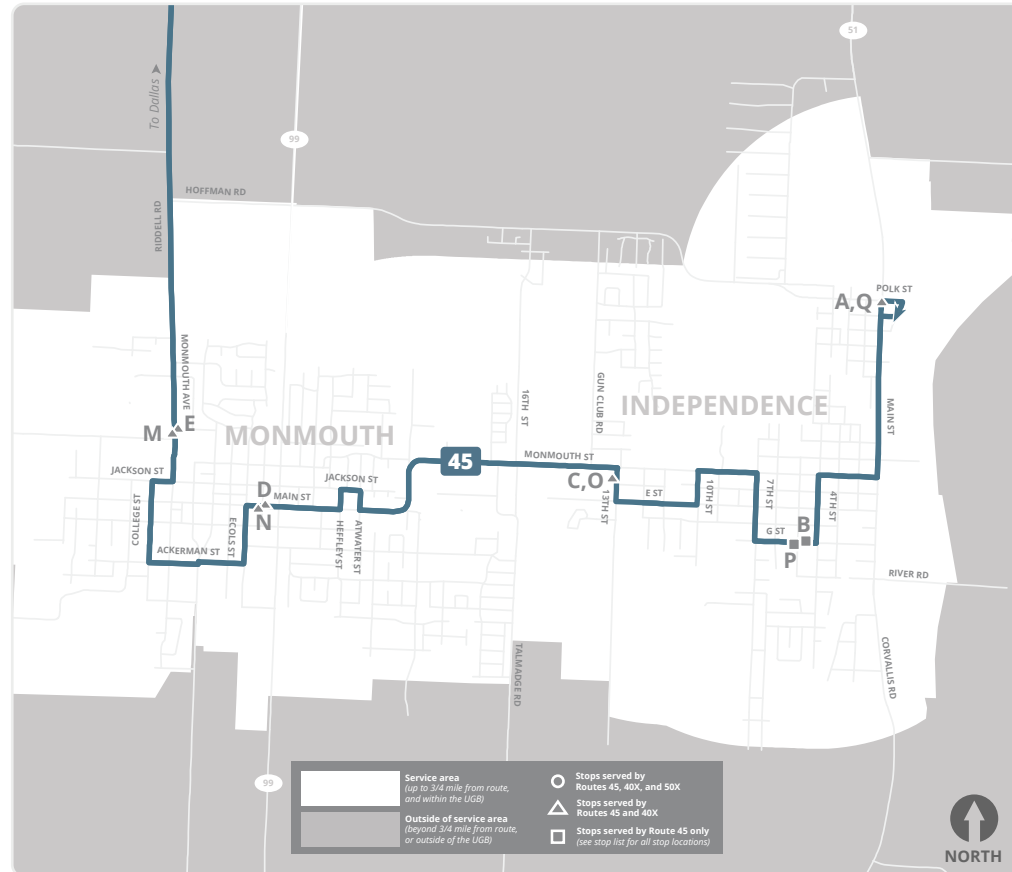 51
To Dallas
99
HOFFMAN RD
RIDDELL RD
POLK ST
A,Q
MONMOUTH AVE
GUN CLUB RD
16TH ST
INDEPENDENCE
MAIN ST
E
M
MONMOUTH
45
MONMOUTH ST
JACKSON ST
JACKSON ST
C,O
D
MAIN ST
E ST
13TH ST
10TH ST
7TH ST
4TH ST
COLLEGE ST
ECOLS ST
N
HEFFLEY ST
ATWATER ST
G ST
B
P
ACKERMAN ST
RIVER RD
TALMADGE RD
CORVALLIS RD
99
Service area
(up to 3/4 mile from route,
and within the UGB)
Outside of service area
(beyond 3/4 mile from route,
or outside of the UGB)
Stops served by
Routes 45, 40X, and 50X
Stops served by
Routes 45 and 40X
Stops served by Route 45 only
(see stop list for all stop locations)
NORTH